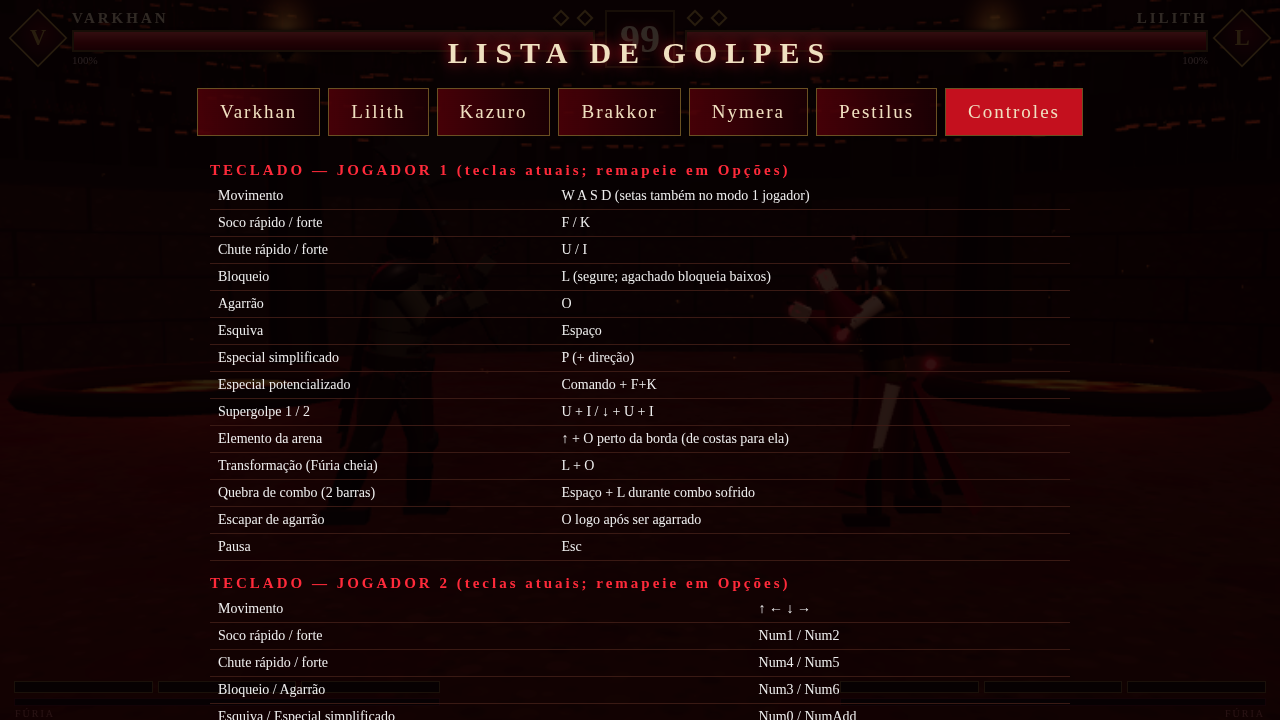 VARKHAN
LILITH
V
99
L
100%
100%
LISTA DE GOLPES
Varkhan
Lilith
Kazuro
Brakkor
Nymera
Pestilus
Controles
TECLADO — JOGADOR 1 (teclas atuais; remapeie em Opções)
Movimento W A S D (setas também no modo 1 jogador)
Soco rápido / forte F / K
Chute rápido / forte U / I
Bloqueio L (segure; agachado bloqueia baixos)
Agarrão O
Esquiva Espaço
Especial simplificado P (+ direção)
Especial potencializado Comando + F+K
Supergolpe 1 / 2 U + I / ↓ + U + I
Elemento da arena ↑ + O perto da borda (de costas para ela)
Transformação (Fúria cheia) L + O
Quebra de combo (2 barras) Espaço + L durante combo sofrido
Escapar de agarrão O logo após ser agarrado
Pausa Esc
TECLADO — JOGADOR 2 (teclas atuais; remapeie em Opções)
Movimento ↑ ← ↓ →
Soco rápido / forte Num1 / Num2
Chute rápido / forte Num4 / Num5
Bloqueio / Agarrão Num3 / Num6
Esquiva / Especial simplificado Num0 / NumAdd
FÚRIA
FÚRIA